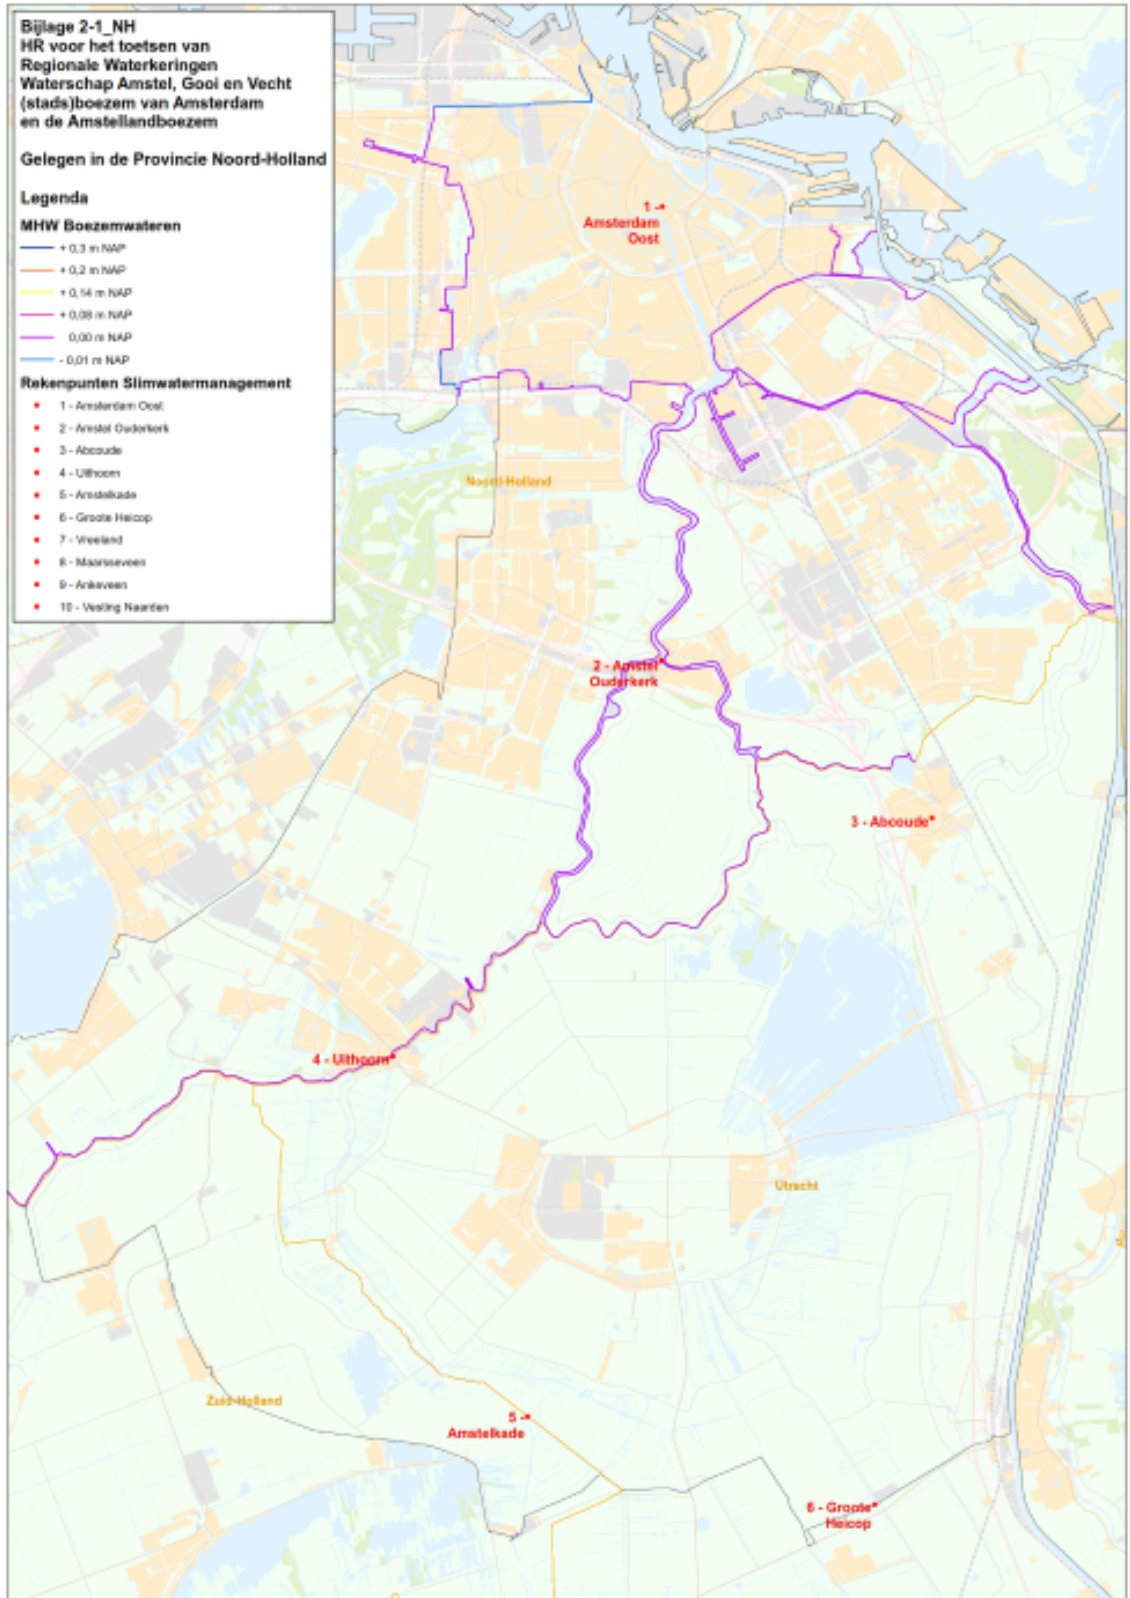 Bijlage 2-1_NH
HR voor het toetsen van
Regionale Waterkeringen
Waterschap Amstel, Gooi en Vecht
(stads)boezem van Amsterdam
en de Amstellandboezem
Gelegen in de Provincie Noord-Holland
Legenda
MHW Boezemwateren
+ 0,3 m NAP
+ 0,2 m NAP
+ 0,14 m NAP
+ 0,08 m NAP
0,00 m NAP
- 0,01 m NAP
Rekenpunten Slimwatermanagement
1 - Amsterdam Oost
2 - Amstel Ouderkerk
3 - Abcoude
4 - Uithoorn
5 - Amstelkade
6 - Groote Heicop
7 - Vreeland
8 - Maarsseveen
9 - Ankeveen
10 - Vesting Naarden
1 -
Amsterdam
Oost
Noord-Holland
2 - Amstel
Ouderkerk
3 - Abcoude
4 - Uithoorn
Utrecht
Zuid-Holland
5 -
Amstelkade
6 - Groote
Heicop